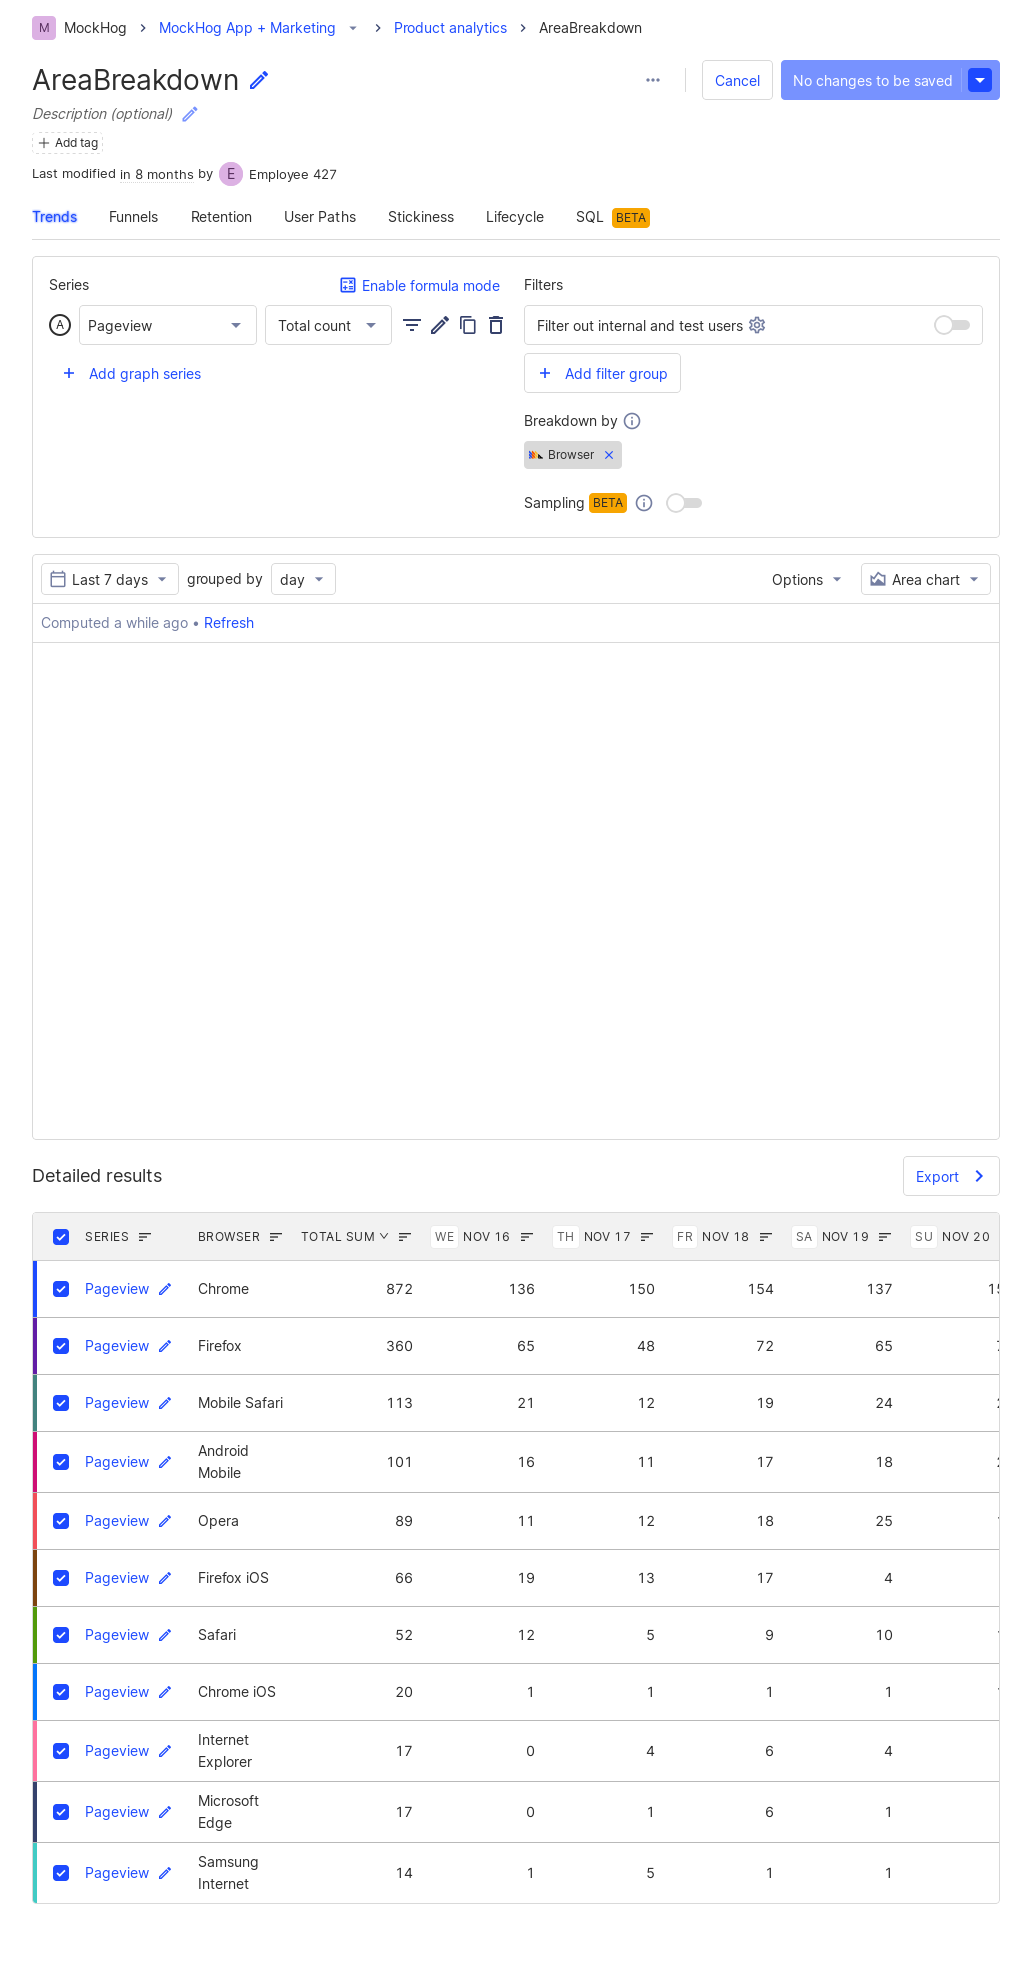 M MockHog MockHog App + Marketing Product analytics AreaBreakdown
AreaBreakdown Cancel No changes to be saved
Description (optional)
Add tag
Last modified in 8 months by E Employee 427
Trends Funnels Retention User Paths Stickiness Lifecycle SQL BETA
Series Enable formula mode Filters
A Pageview Total count Filter out internal and test users
Add graph series Add filter group
Breakdown by
Browser
Sampling BETA
Last 7 days grouped by day Options Area chart
Computed a while ago • Refresh
Detailed results Export
SERIES BROWSER TOTAL SUM WE NOV 16 TH NOV 17 FR NOV 18 SA NOV 19 SU NOV 20
Pageview Chrome 872 136 150 154 137
Pageview Firefox 360 65 48 72 65
Pageview Mobile Safari 113 21 12 19 24
Pageview Android Mobile 101 16 11 17 18
Pageview Opera 89 11 12 18 25
Pageview Firefox iOS 66 19 13 17 4
Pageview Safari 52 12 5 9 10
Pageview Chrome iOS 20 1 1 1 1
Pageview Internet Explorer 17 0 4 6 4
Pageview Microsoft Edge 17 0 1 6 1
Pageview Samsung Internet 14 1 5 1 1